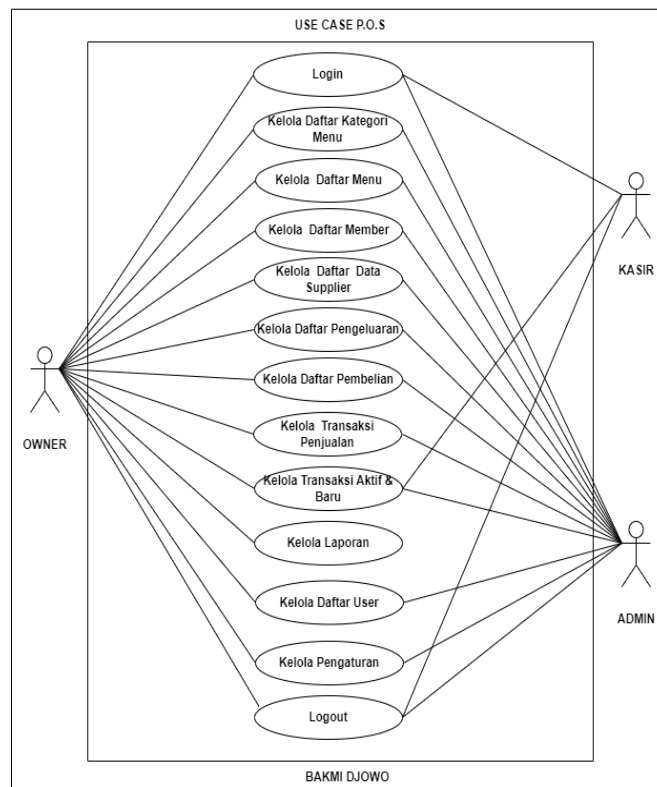 USE CASE P.O.S
Login
Kelola Daftar Kategori
Menu
Kelola Daftar Menu
Kelola Daftar Member
Kelola Daftar Data
Supplier
Kelola Daftar Pengeluaran
Kelola Daftar Pembelian
Kelola Transaksi
Penjualan
Kelola Transaksi Aktif &
Baru
Kelola Laporan
Kelola Daftar User
Kelola Pengaturan
Logout
OWNER
KASIR
ADMIN
BAKMI DJOWO